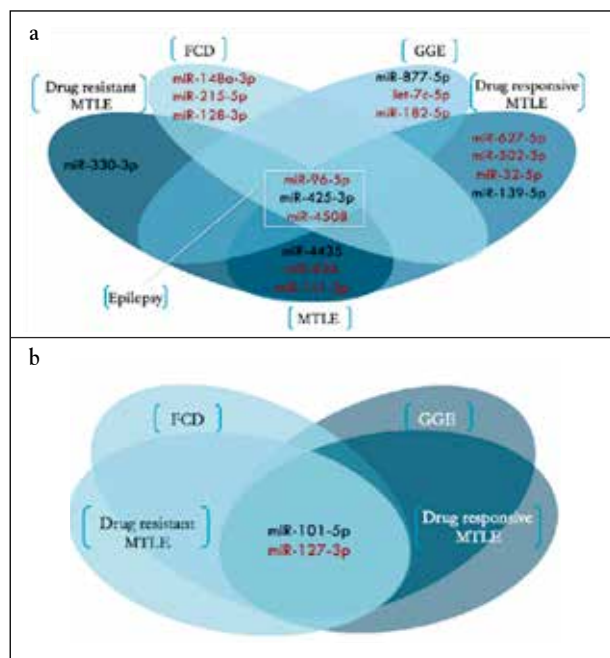 a
FCD
GGE
Drug resistant
MTLE
miR-148a-3p
miR-215-5p
miR-128-3p
miR-877-5p
let-7c-5p
miR-182-5p
Drug responsive
MTLE
miR-330-3p
miR-627-5p
miR-502-3p
miR-32-5p
miR-139-5p
miR-96-5p
miR-425-3p
miR-4508
miR-4435
Epilepsy
MTLE
b
FCD
GGE
Drug resistant
MTLE
miR-101-5p
miR-127-3p
Drug responsive
MTLE